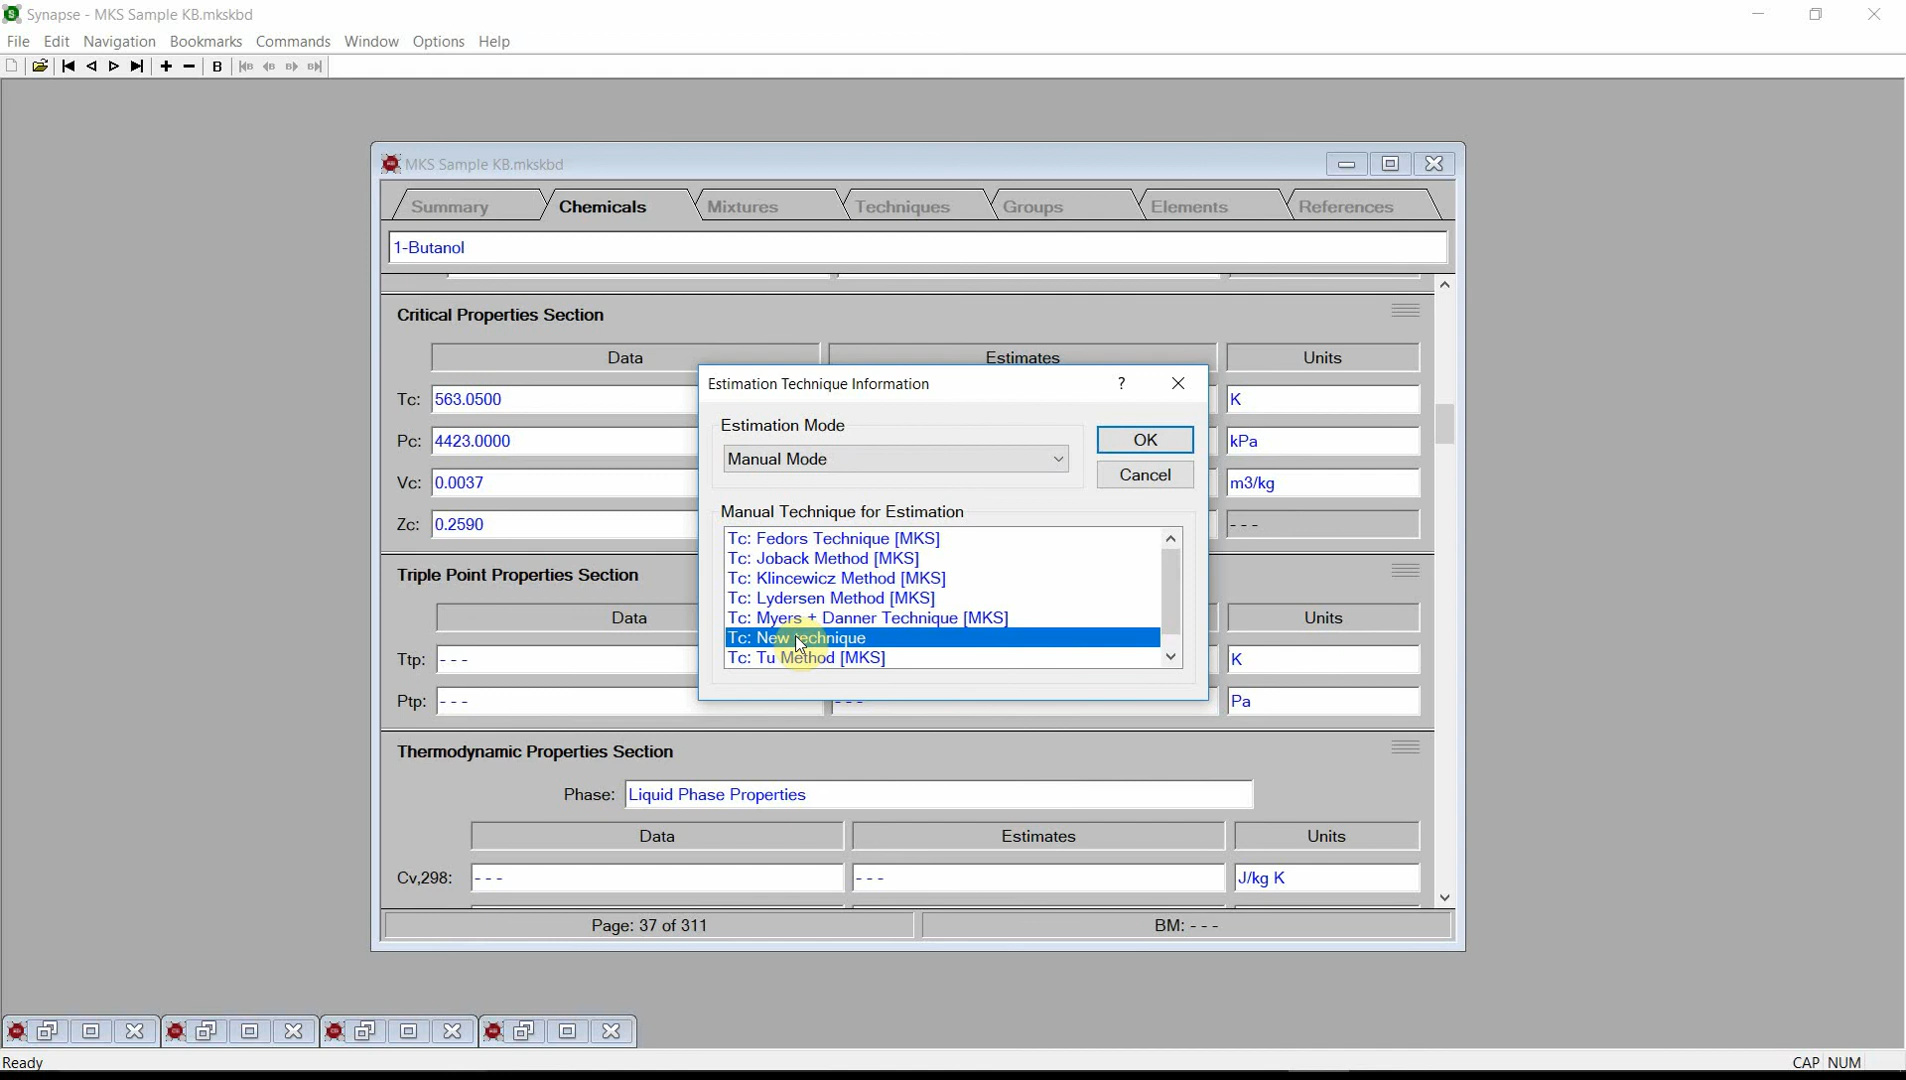 Synapse - MKS Sample KB.mkskbd
File Edit Navigation Bookmarks Commands Window Options Help
B B B B B
MKS Sample KB.mkskbd
Summary Chemicals Mixtures Techniques Groups Elements References
1-Butanol
Critical Properties Section
Data Estimates Units
Tc: 563.0500 K
Pc: 4423.0000 kPa
Vc: 0.0037 m3/kg
Zc: 0.2590 - - -
Triple Point Properties Section
Data Units
Ttp: - - - K
Ptp: - - - - - - Pa
Thermodynamic Properties Section
Phase: Liquid Phase Properties
Data Estimates Units
Cv,298: - - - - - - J/kg K
Page: 37 of 311 BM: - - -
Estimation Technique Information ?
Estimation Mode
Manual Mode
OK
Cancel
Manual Technique for Estimation
Tc: Fedors Technique [MKS]
Tc: Joback Method [MKS]
Tc: Klincewicz Method [MKS]
Tc: Lydersen Method [MKS]
Tc: Myers + Danner Technique [MKS]
Tc: New technique
Tc: Tu Method [MKS]
Ready CAP NUM